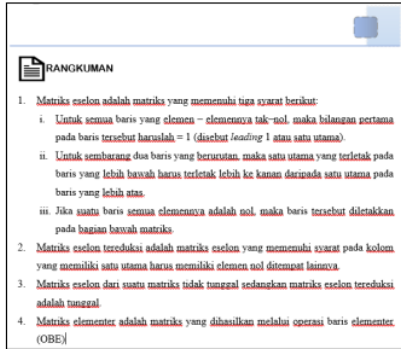 RANGKUMAN
1. Matriks eselon adalah matriks yang memenuhi tiga syarat berikut:
i. Untuk semua baris yang elemen – elemennya tak–nol, maka bilangan pertama
pada baris tersebut haruslah = 1 (disebut leading 1 atau satu utama).
ii. Untuk sembarang dua baris yang berurutan, maka satu utama yang terletak pada
baris yang lebih bawah harus terletak lebih ke kanan daripada satu utama pada
baris yang lebih atas.
iii. Jika suatu baris semua elemennya adalah nol, maka baris tersebut diletakkan
pada bagian bawah matriks.
2. Matriks eselon tereduksi adalah matriks eselon yang memenuhi syarat pada kolom
yang memiliki satu utama harus memiliki elemen nol ditempat lainnya.
3. Matriks eselon dari suatu matriks tidak tunggal sedangkan matriks eselon tereduksi
adalah tunggal.
4. Matriks elementer adalah matriks yang dihasilkan melalui operasi baris elementer
(OBE)